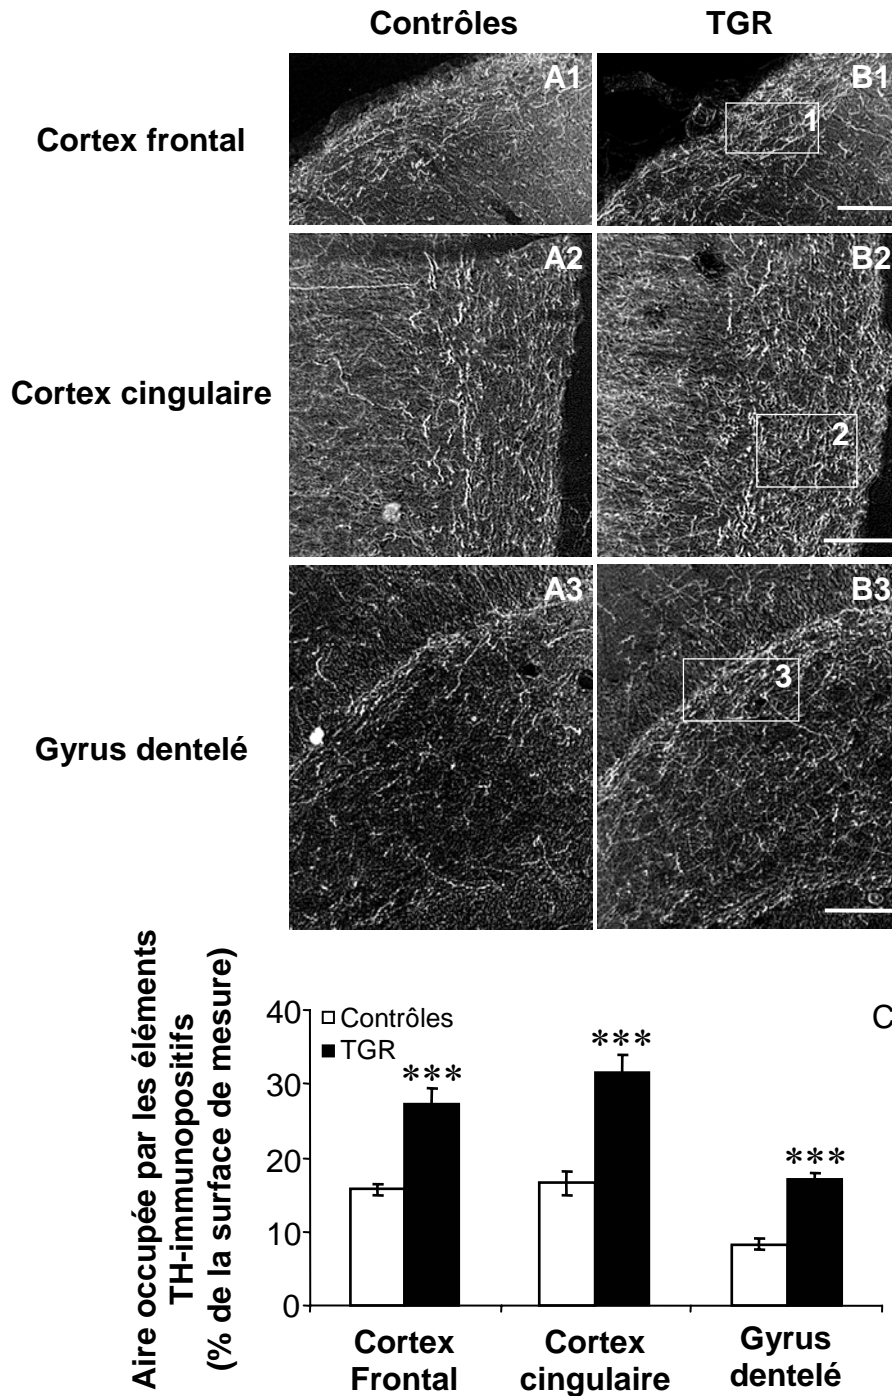 Contrôles TGR
Cortex frontal
A1 B1
1
A2 B2
Cortex cingulaire
2
A3 B3
3
Gyrus dentelé
Aire occupée par les éléments
TH-immunopositifs
(% de la surface de mesure)
C
40
30
20
10
0
Contrôles
TGR
*** *** ***
Cortex
Frontal
Cortex
cingulaire
Gyrus
dentelé